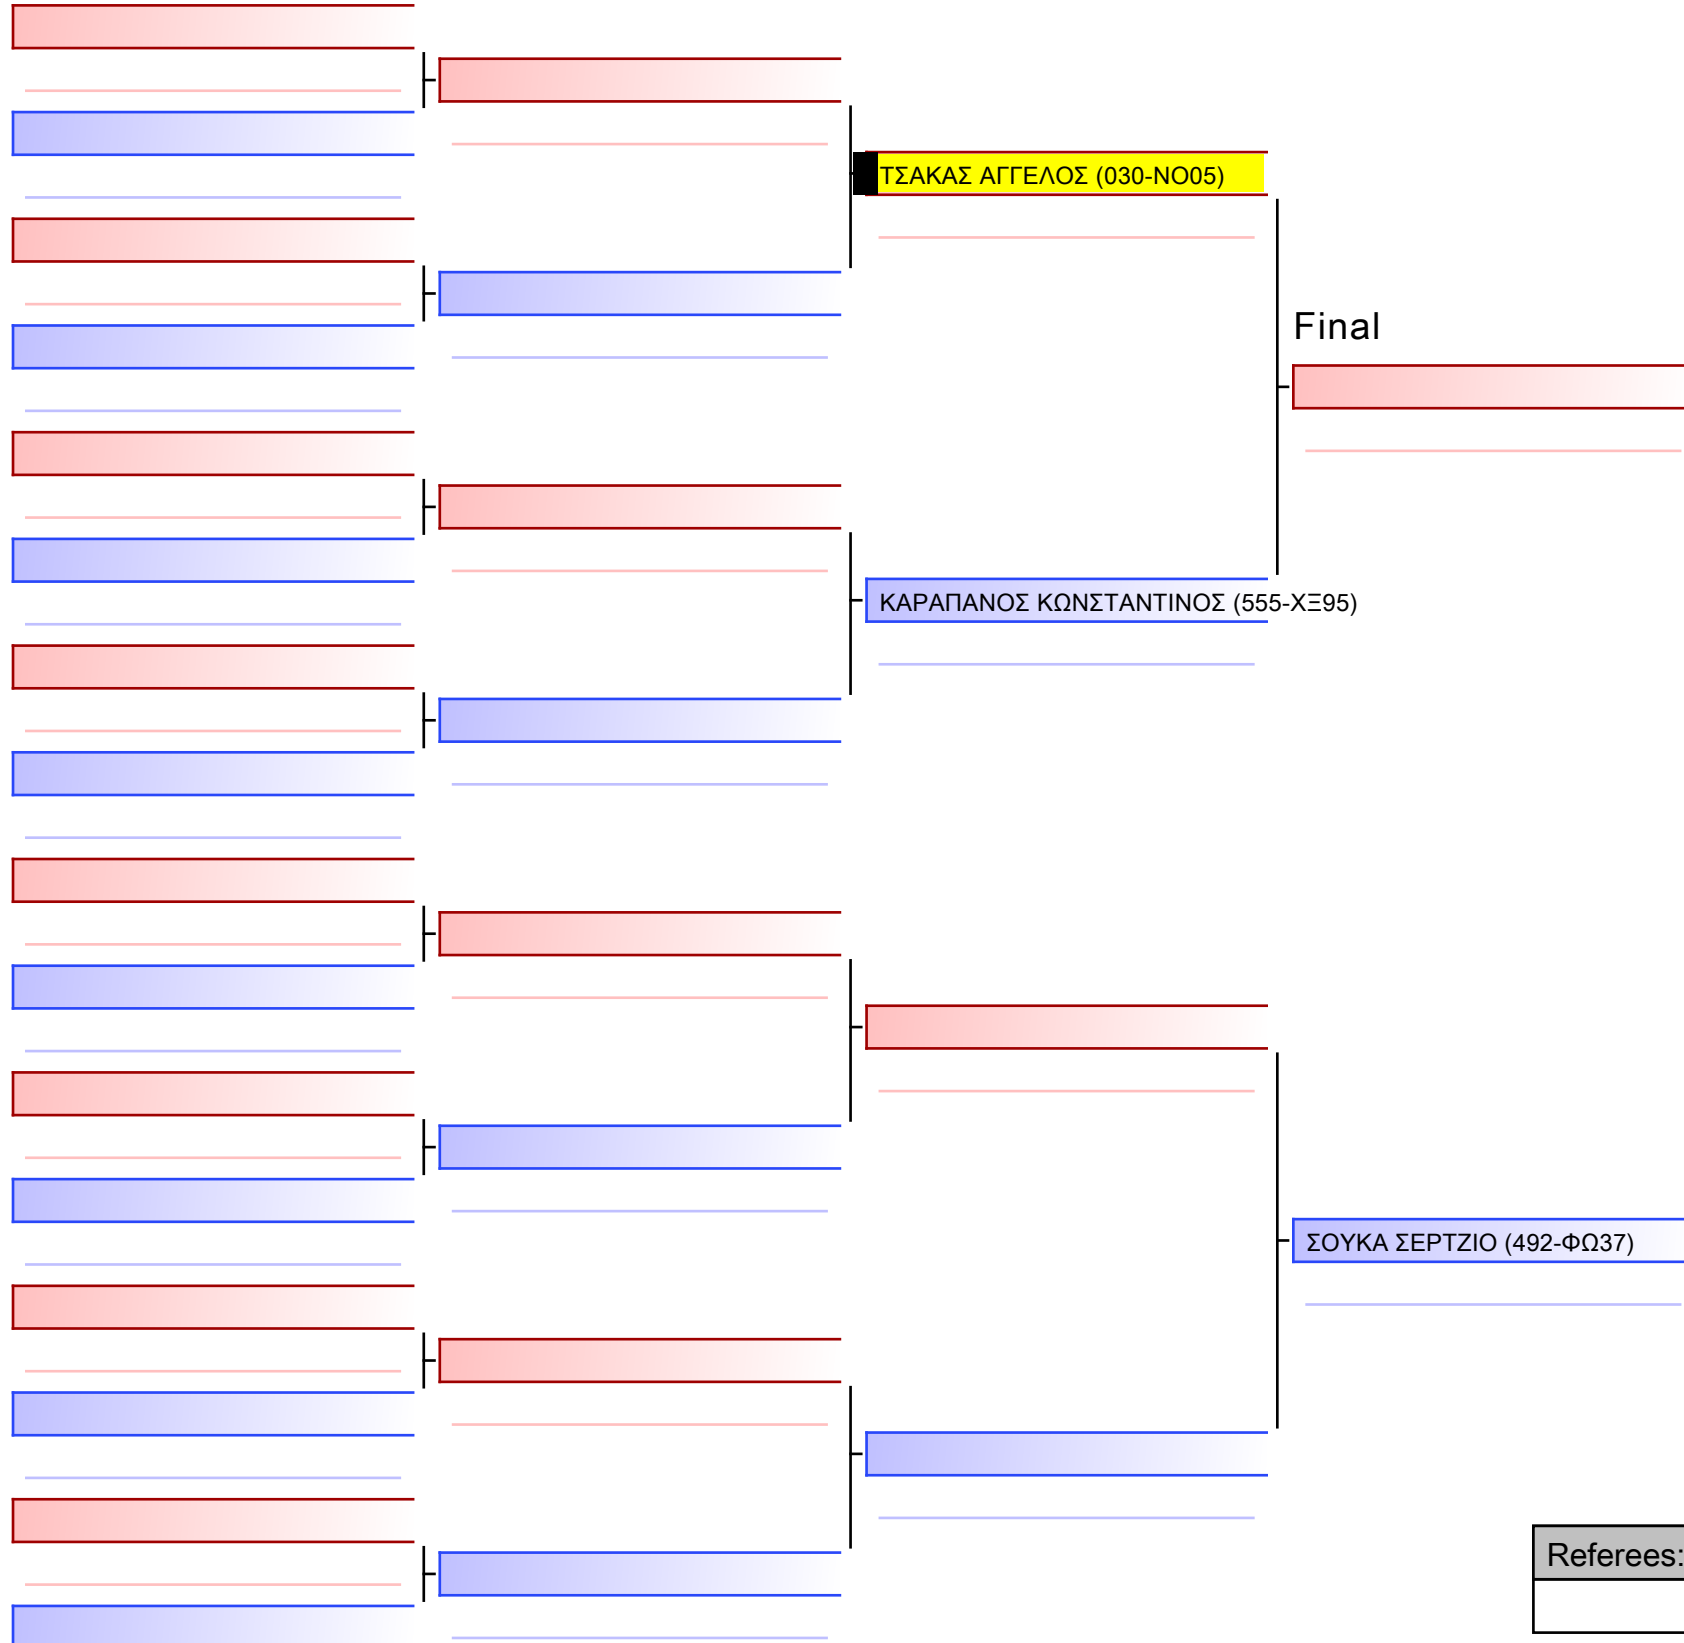 ΤΣΑΚΑΣ ΑΓΓΕΛΟΣ (030-ΝΟ05)
Final
ΚΑΡΑΠΑΝΟΣ ΚΩΝΣΤΑΝΤΙΝΟΣ (555-ΧΞ95)
ΣΟΥΚΑ ΣΕΡΤΖΙΟ (492-ΦΩ37)
Referees: